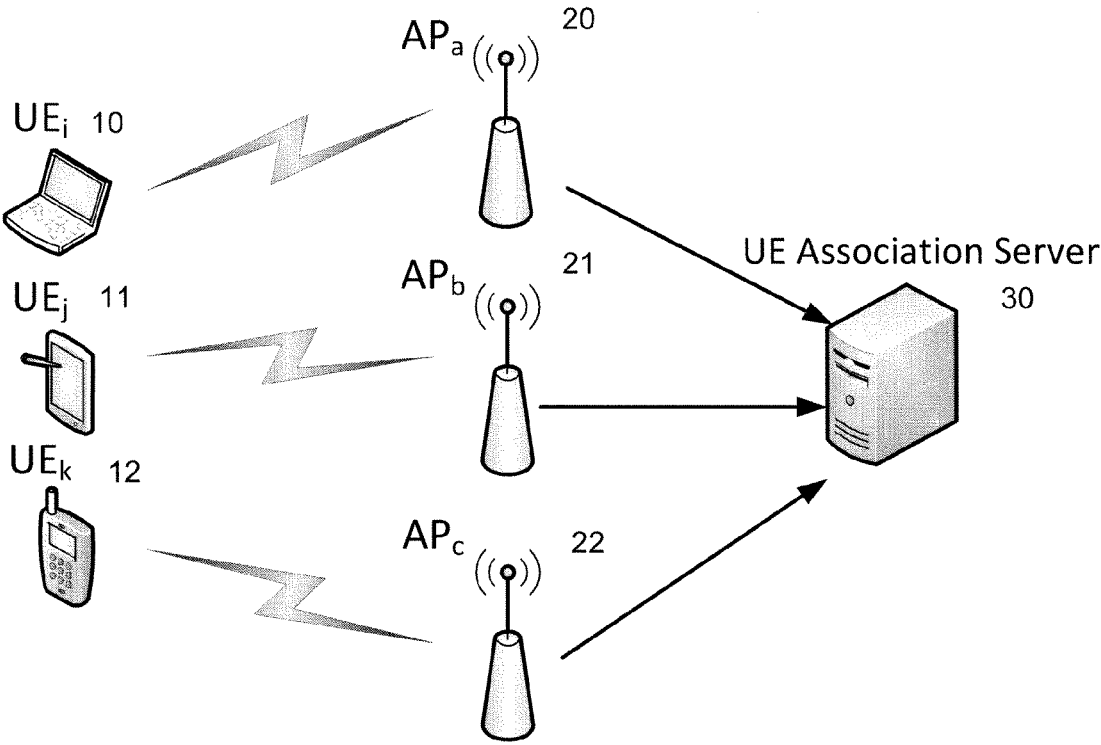 APa 20
UEi 10
UE Association Server
30
APb 21
UEj 11
UEk 12
APc 22